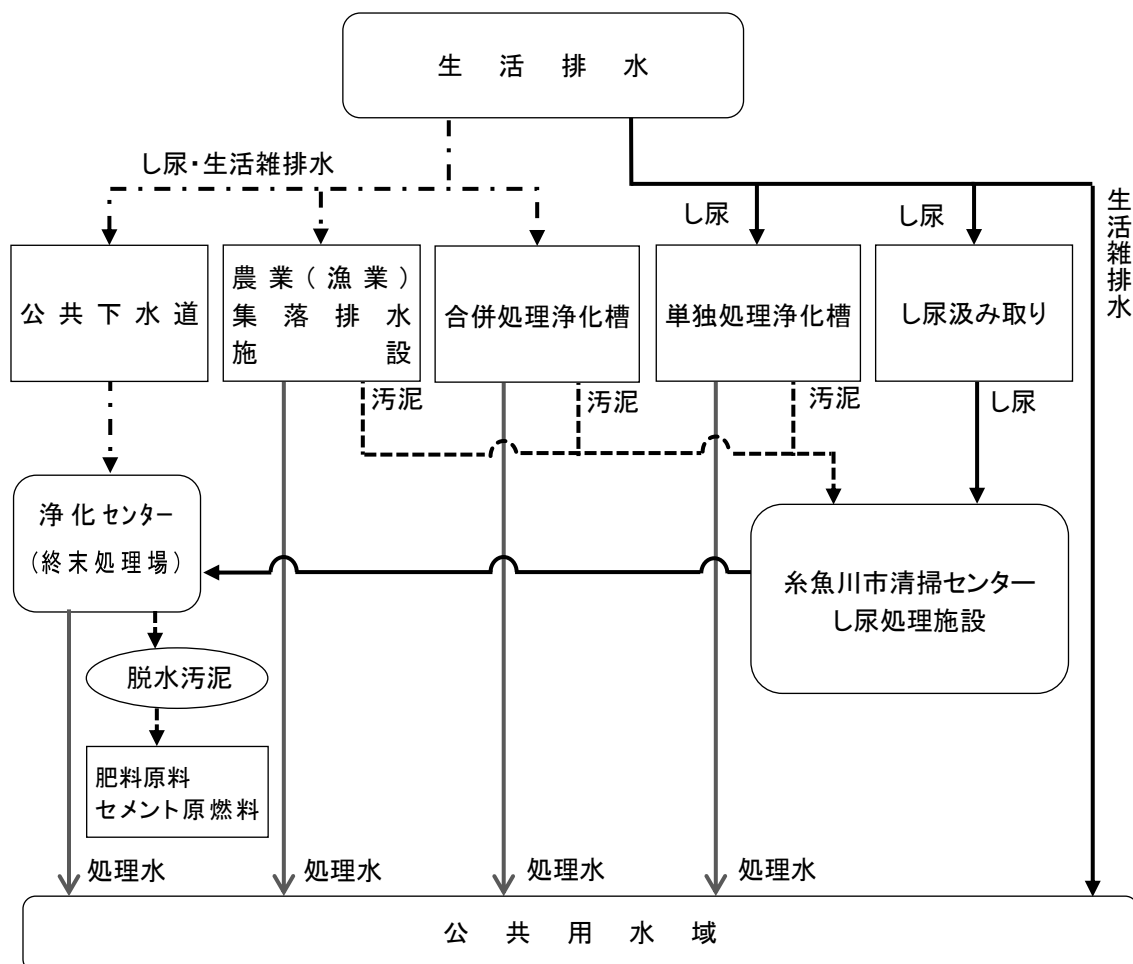 生活排水
し尿・生活雑排水
し尿
し尿
生活雑排水
公共下水道
農業(漁業)
集落排水
施設
合併処理浄化槽
単独処理浄化槽
し尿汲み取り
汚泥
汚泥
汚泥
し尿
浄化センター
(終末処理場)
糸魚川市清掃センター
し尿処理施設
脱水汚泥
肥料原料
セメント原燃料
処理水
処理水
処理水
処理水
公共用水域